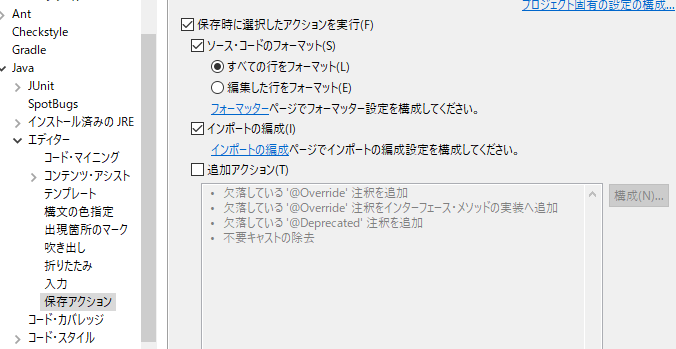 Ant
Checkstyle
Gradle
Java
JUnit
SpotBugs
インストール済みの JRE
エディター
コード・マイニング
コンテンツ・アシスト
テンプレート
構文の色指定
出現箇所のマーク
吹き出し
折りたたみ
入力
保存アクション
コード・カバレッジ
コード・スタイル
プロジェクト固有の設定の構成...
保存時に選択したアクションを実行(F)
ソース・コードのフォーマット(S)
すべての行をフォーマット(L)
編集した行をフォーマット(E)
フォーマッターページでフォーマッター設定を構成してください。
インポートの編成(I)
インポートの編成ページでインポートの編成設定を構成してください。
追加アクション(T)
• 欠落している '@Override' 注釈を追加
• 欠落している '@Override' 注釈をインターフェース・メソッドの実装へ追加
• 欠落している '@Deprecated' 注釈を追加
• 不要キャストの除去
構成(N)...